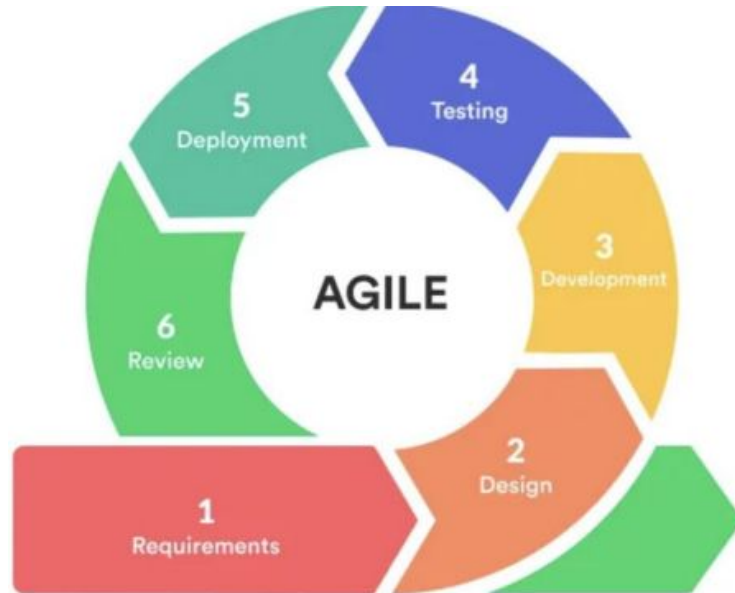 AGILE
1
Requirements
2
Design
3
Development
4
Testing
5
Deployment
6
Review